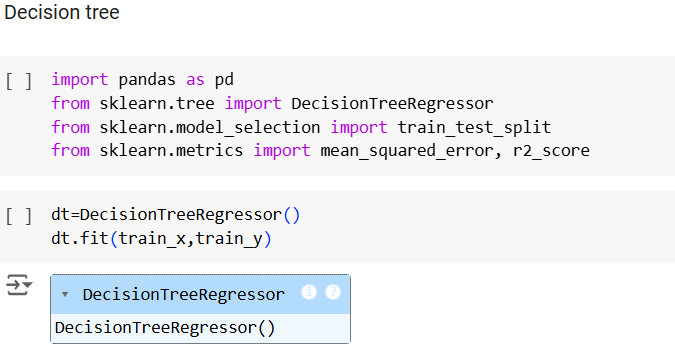 Decision tree
[ ] import pandas as pd
from sklearn.tree import DecisionTreeRegressor
from sklearn.model_selection import train_test_split
from sklearn.metrics import mean_squared_error, r2_score
[ ] dt=DecisionTreeRegressor()
dt.fit(train_x,train_y)
▾ DecisionTreeRegressor i ?
DecisionTreeRegressor()